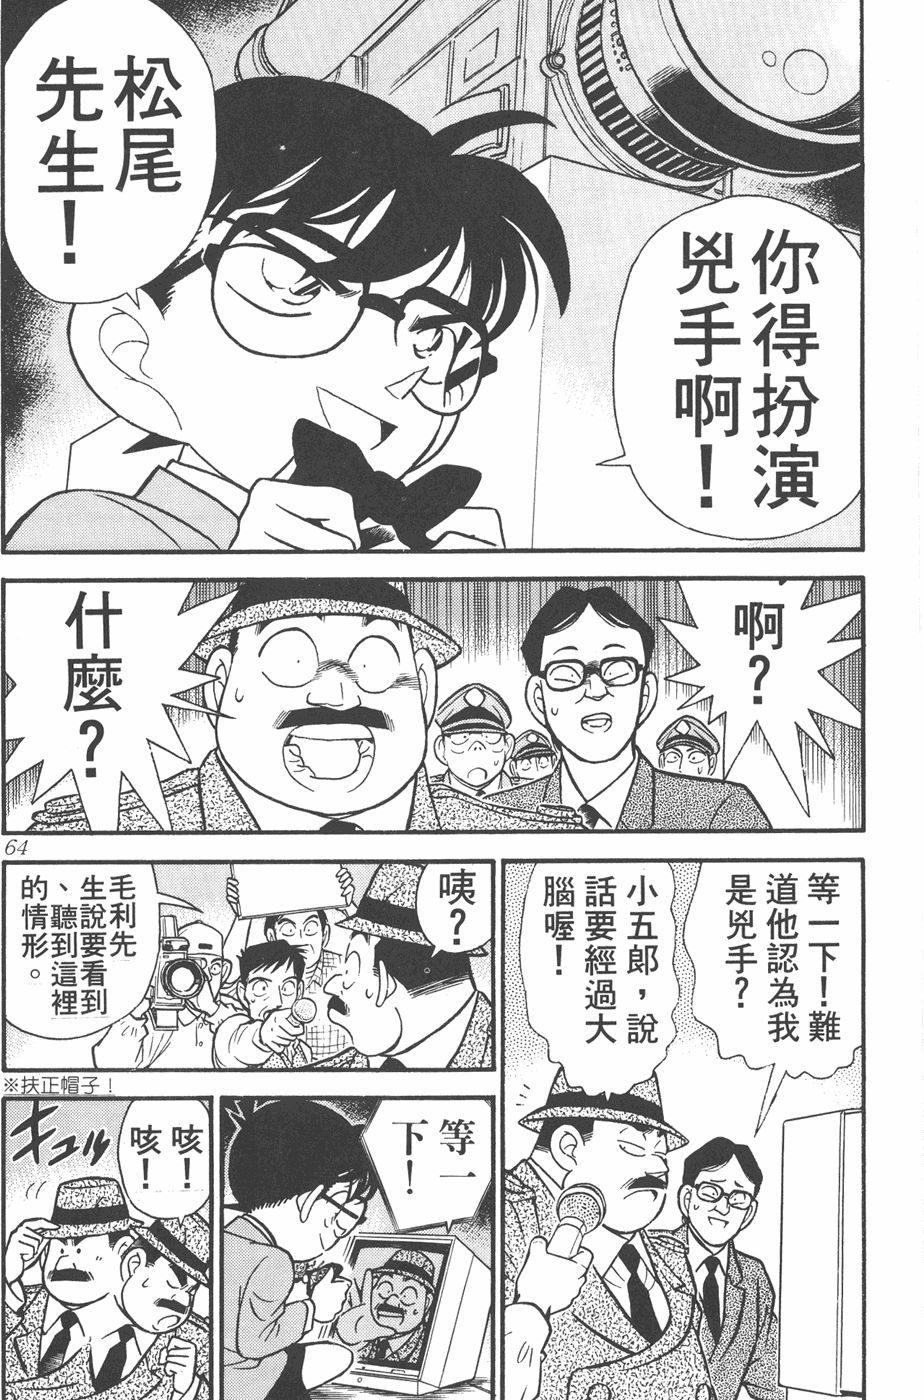 你得扮演
兇手啊！
松尾
先生！
啊？
什麼？
64
等一下！難
道他認為我
是兇手？
小五郎，說
話要經過大
腦喔！
咦？
毛利先
生說要看到
、聽到這裡
的情形。
等一
下！
※扶正帽子！
咳！
咳！
キュル